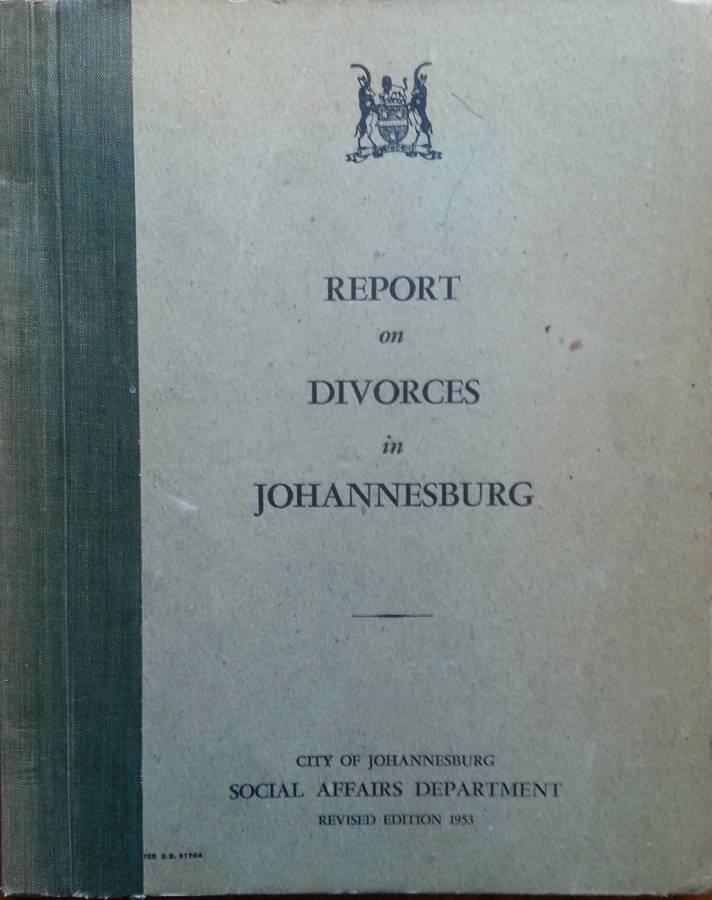 REPORT
on
DIVORCES
in
JOHANNESBURG
CITY OF JOHANNESBURG
SOCIAL AFFAIRS DEPARTMENT
REVISED EDITION 1953